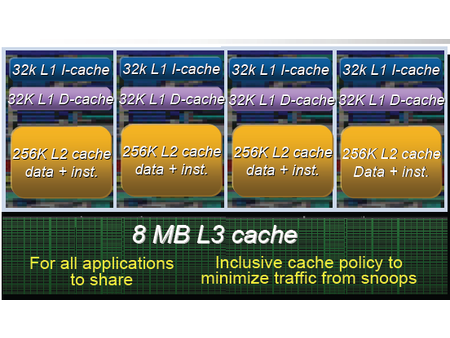 32k L1 I-cache
32K L1 D-cache
256K L2 cache
data + inst.
32k L1 I-cache
32K L1 D-cache
256K L2 cache
data + inst.
32k L1 I-cache
32K L1 D-cache
256K L2 cache
data + inst.
32k L1 I-cache
32K L1 D-cache
256K L2 cache
Data + Inst.
8 MB L3 cache
For all applications
to share
Inclusive cache policy to
minimize traffic from snoops